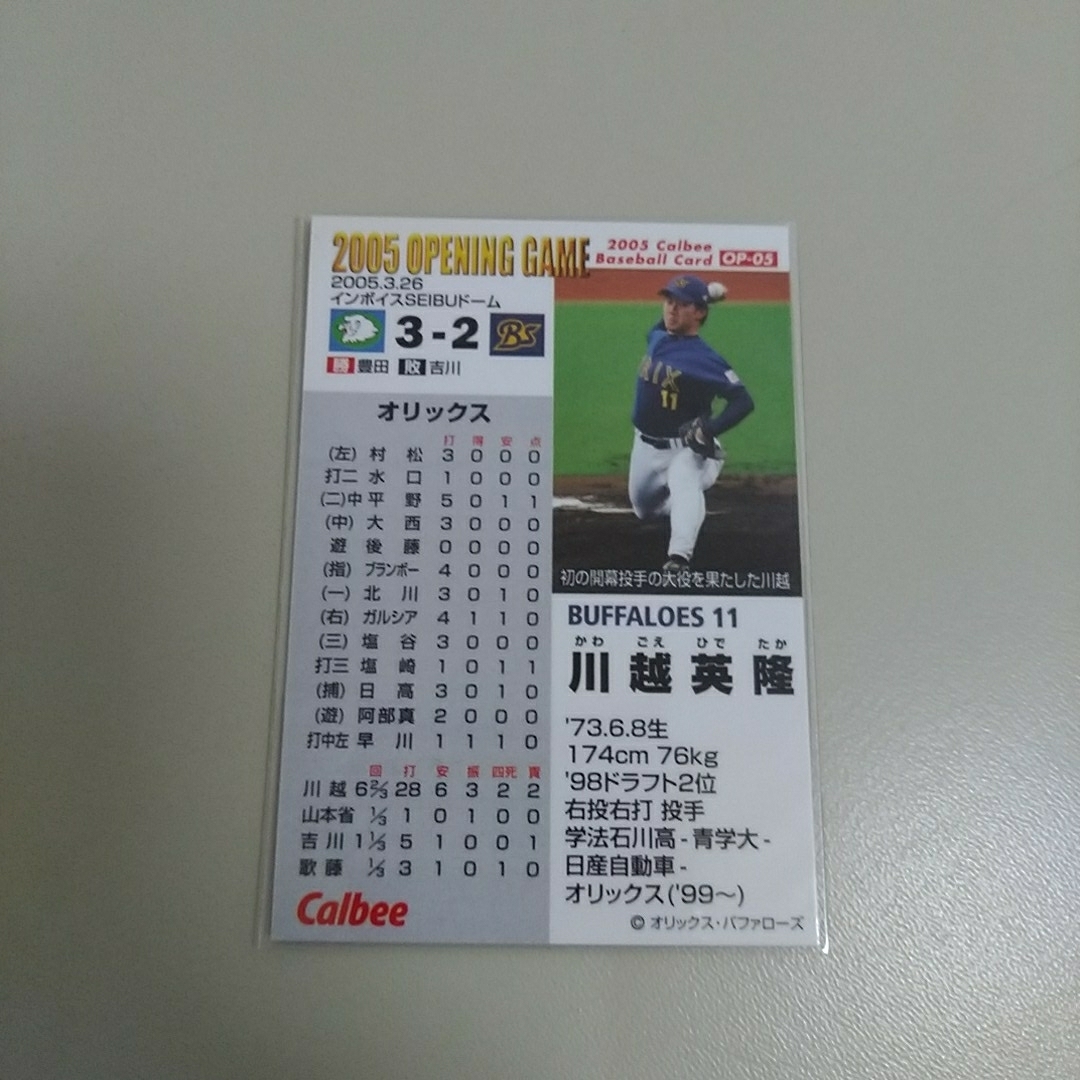 2005 OPENING GAME
2005 Calbee
Baseball Card OP-05
2005.3.26
インボイスSEIBUドーム
3-2
Bs
勝 豊田 敗 吉川
オリックス
打 得 安 点
(左) 村松 3 0 0 0
打二 水口 1 0 0 0
(二)中 平野 5 0 1 1
(中) 大西 3 0 0 0
遊 後藤 0 0 0 0
(指) ブランボー 4 0 0 0
(一) 北川 3 0 1 0
(右) ガルシア 4 1 1 0
(三) 塩谷 3 0 0 0
打三 塩崎 1 0 1 1
(捕) 日高 3 0 1 0
(遊) 阿部真 2 0 0 0
打中左 早川 1 1 1 0
回 打 安 振 四死 責
川越 6⅔ 28 6 3 2 2
山本省 ⅓ 1 0 1 0 0
吉川 1⅓ 5 1 0 0 1
歌藤 ⅓ 3 1 0 1 0
Calbee
RIX
11
初の開幕投手の大役を果たした川越
BUFFALOES 11
かわ ごえ ひで たか
川越英隆
'73.6.8生
174cm 76kg
'98ドラフト2位
右投右打 投手
学法石川高-青学大-
日産自動車-
オリックス('99～)
© オリックス・バファローズ